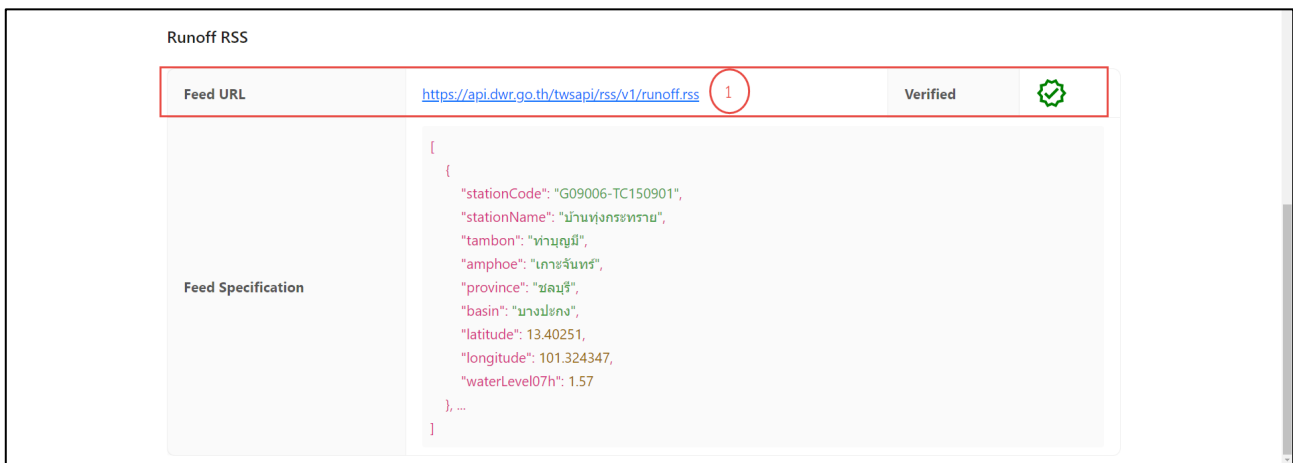 Runoff RSS
Feed URL https://api.dwr.go.th/twsapi/rss/v1/runoff.rss 1 Verified
Feed Specification
[
{
"stationCode": "G09006-TC150901",
"stationName": "บ้านทุ่งกระทราย",
"tambon": "ท่าบุญมี",
"amphoe": "เกาะจันทร์",
"province": "ชลบุรี",
"basin": "บางปะกง",
"latitude": 13.40251,
"longitude": 101.324347,
"waterLevel07h": 1.57
}, ...
]